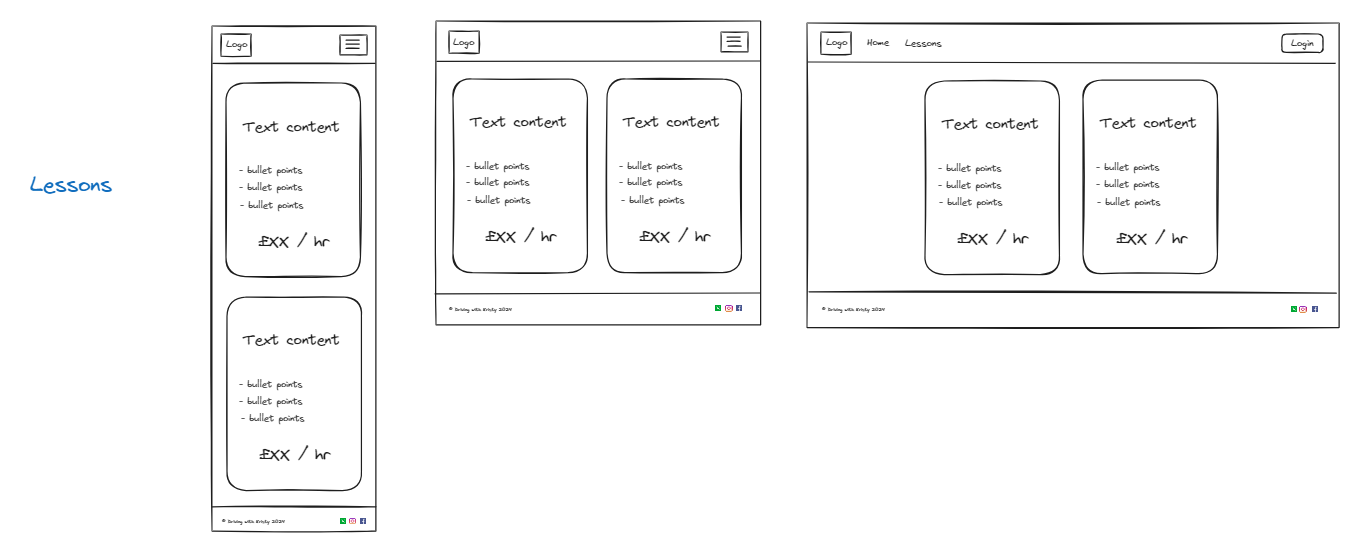 Lessons
Logo
Text content
- bullet points
- bullet points
- bullet points
£XX / hr
Text content
- bullet points
- bullet points
- bullet points
£XX / hr
© Driving with Kristy 2024
Logo
Text content
- bullet points
- bullet points
- bullet points
£XX / hr
Text content
- bullet points
- bullet points
- bullet points
£XX / hr
© Driving with Kristy 2024
Logo Home Lessons Login
Text content
- bullet points
- bullet points
- bullet points
£XX / hr
Text content
- bullet points
- bullet points
- bullet points
£XX / hr
© Driving with Kristy 2024